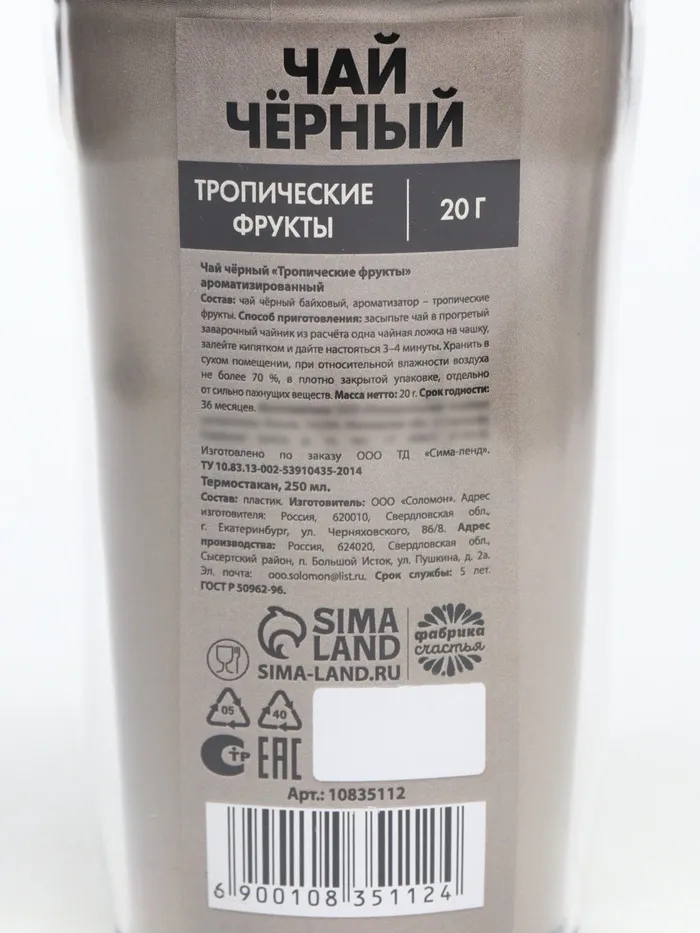 ЧАЙ
ЧЁРНЫЙ
ТРОПИЧЕСКИЕ
ФРУКТЫ
20 Г
Чай чёрный «Тропические фрукты»
ароматизированный
Состав: чай чёрный байховый, ароматизатор – тропические
фрукты. Способ приготовления: засыпьте чай в прогретый
заварочный чайник из расчёта одна чайная ложка на чашку,
залейте кипятком и дайте настояться 3–4 минуты. Хранить в
сухом помещении, при относительной влажности воздуха
не более 70 %, в плотно закрытой упаковке, отдельно
от сильно пахнущих веществ. Масса нетто: 20 г. Срок годности:
36 месяцев.
Изготовлено по заказу ООО ТД «Сима-ленд».
ТУ 10.83.13-002-53910435-2014
Термостакан, 250 мл.
Состав: пластик. Изготовитель: ООО «Соломон». Адрес
изготовителя: Россия, 620010, Свердловская обл.,
г. Екатеринбург, ул. Черняховского, 86/8. Адрес
производства: Россия, 624020, Свердловская обл.,
Сысертский район, п. Большой Исток, ул. Пушкина, д. 2а.
Эл. почта: ooo.solomon@list.ru. Срок службы: 5 лет.
ГОСТ Р 50962-96.
SIMA
LAND
SIMA-LAND.RU
фабрика
счастья
05
40
СТР
ЕАС
Арт.: 10835112
6 900108 351124